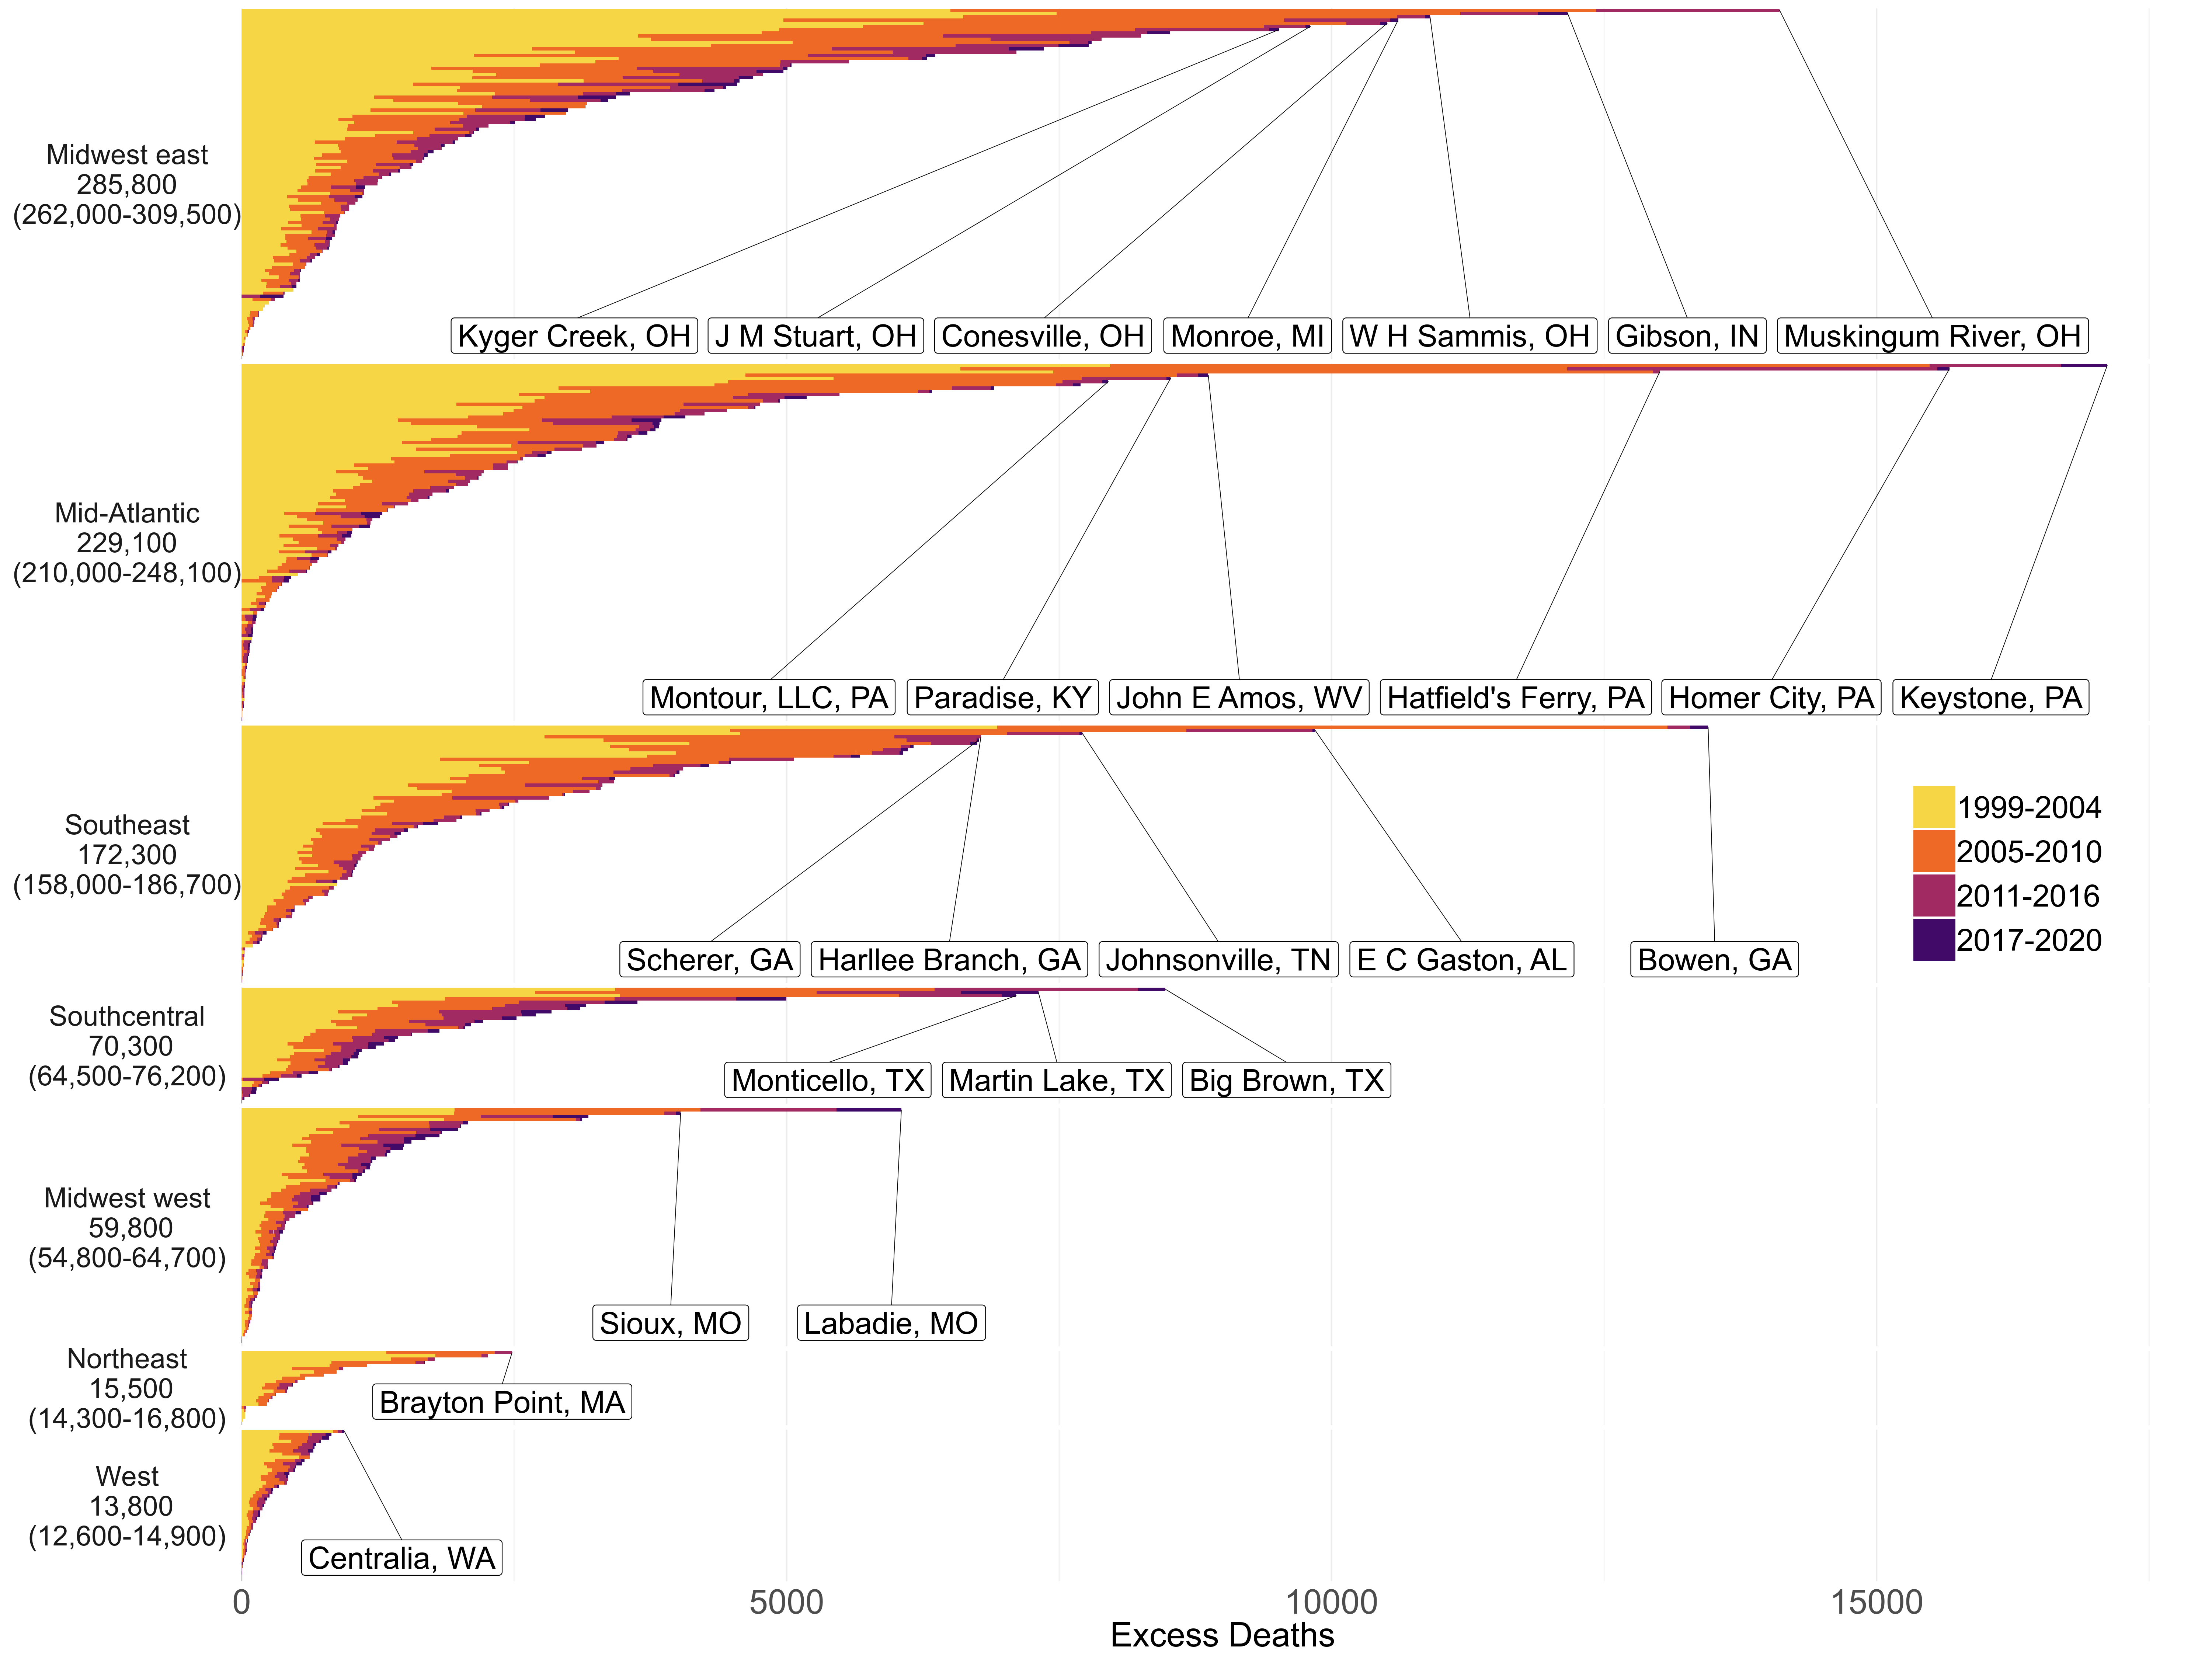 Midwest east
285,800
(262,000-309,500)
Kyger Creek, OH
J M Stuart, OH
Conesville, OH
Monroe, MI
W H Sammis, OH
Gibson, IN
Muskingum River, OH
Mid-Atlantic
229,100
(210,000-248,100)
Montour, LLC, PA
Paradise, KY
John E Amos, WV
Hatfield's Ferry, PA
Homer City, PA
Keystone, PA
Southeast
172,300
(158,000-186,700)
Scherer, GA
Harllee Branch, GA
Johnsonville, TN
E C Gaston, AL
Bowen, GA
1999-2004
2005-2010
2011-2016
2017-2020
Southcentral
70,300
(64,500-76,200)
Monticello, TX
Martin Lake, TX
Big Brown, TX
Midwest west
59,800
(54,800-64,700)
Sioux, MO
Labadie, MO
Northeast
15,500
(14,300-16,800)
Brayton Point, MA
West
13,800
(12,600-14,900)
Centralia, WA
0
5000
10000
15000
Excess Deaths